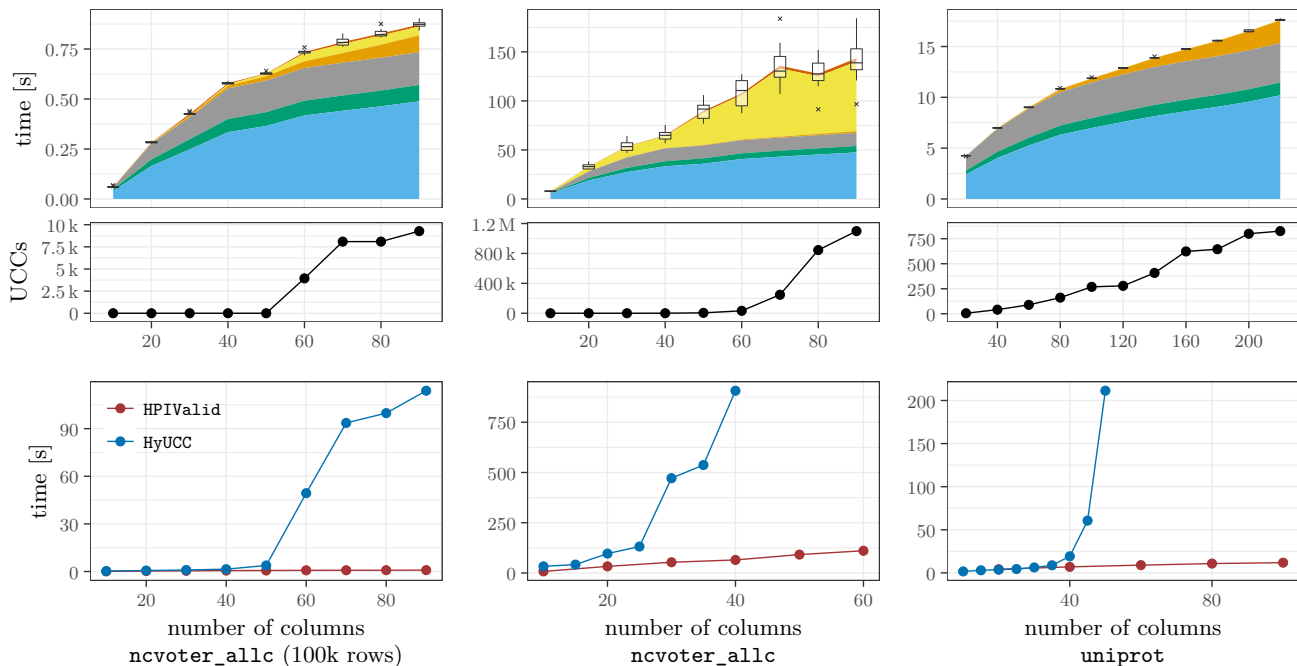 time [s]
0.75
0.50
0.25
0.00
150
100
50
0
15
10
5
0
UCCs
10 k
7.5 k
5 k
2.5 k
0
1.2 M
800 k
400 k
0
750
500
250
0
20 40 60 80
20 40 60 80
40 80 120 160 200
time [s]
90
60
30
0
HPIValid
HyUCC
750
500
250
0
200
150
100
50
0
20 40 60 80
20 40 60
40 80
number of columns
number of columns
number of columns
ncvoter_allc (100k rows)
ncvoter_allc
uniprot